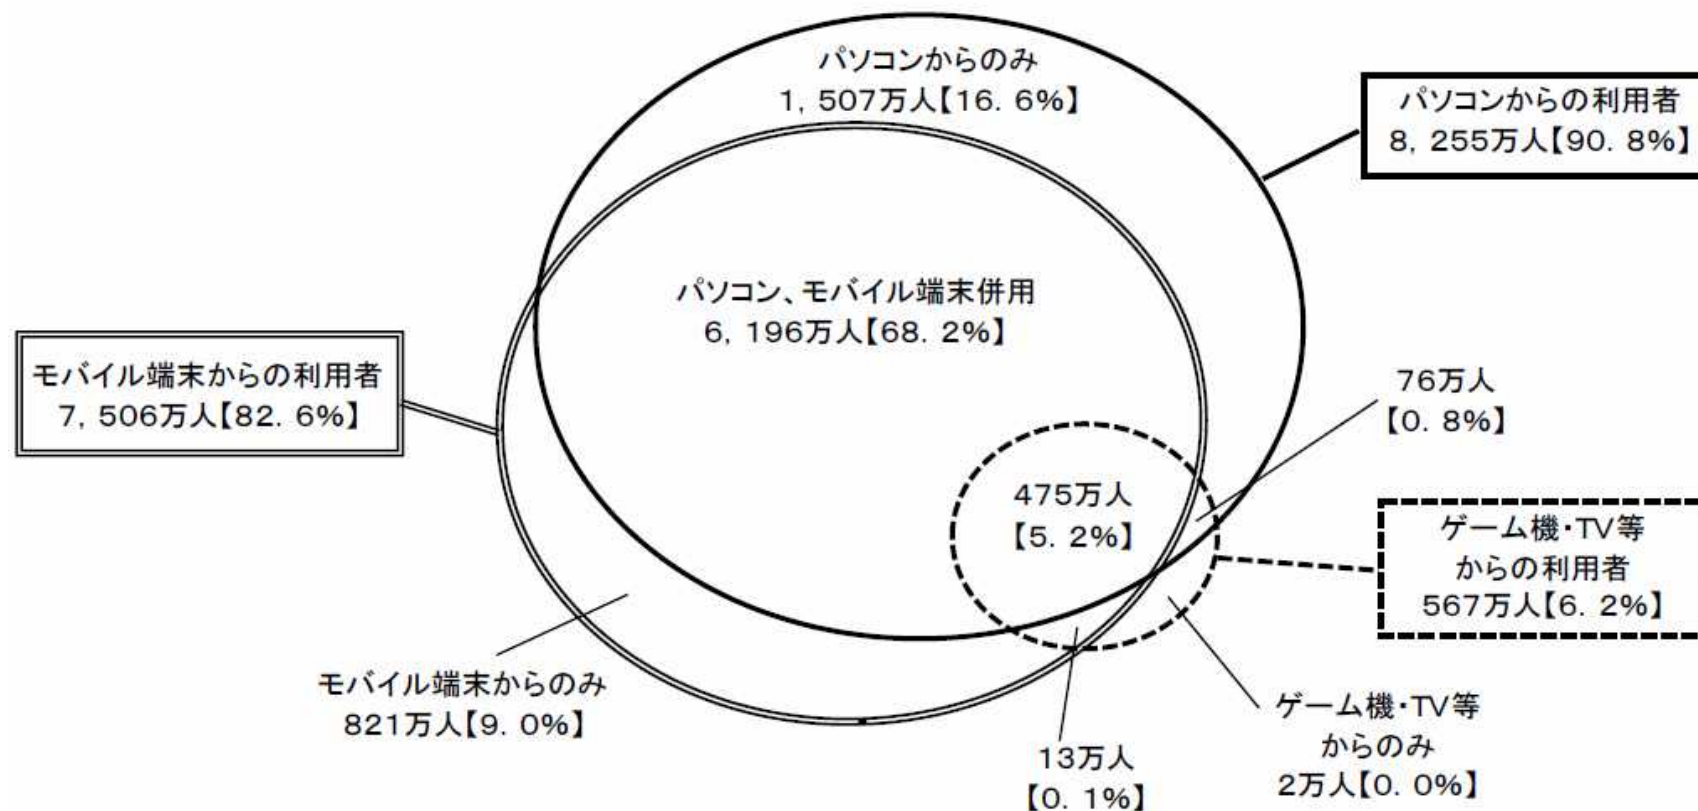 パソコンからのみ
1, 507万人【16. 6%】
パソコンからの利用者
8, 255万人【90. 8%】
パソコン、モバイル端末併用
6, 196万人【68. 2%】
モバイル端末からの利用者
7, 506万人【82. 6%】
76万人
【0. 8%】
475万人
【5. 2%】
ゲーム機・TV等
からの利用者
567万人【6. 2%】
モバイル端末からのみ
821万人【9. 0%】
13万人
【0. 1%】
ゲーム機・TV等
からのみ
2万人【0. 0%】